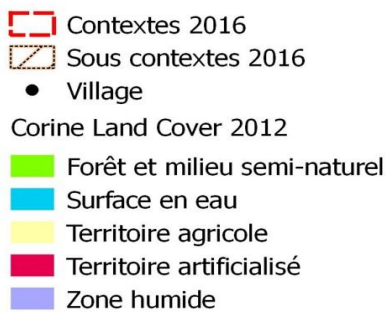 Contextes 2016
Sous contextes 2016
Village
Corine Land Cover 2012
Forêt et milieu semi-naturel
Surface en eau
Territoire agricole
Territoire artificialisé
Zone humide